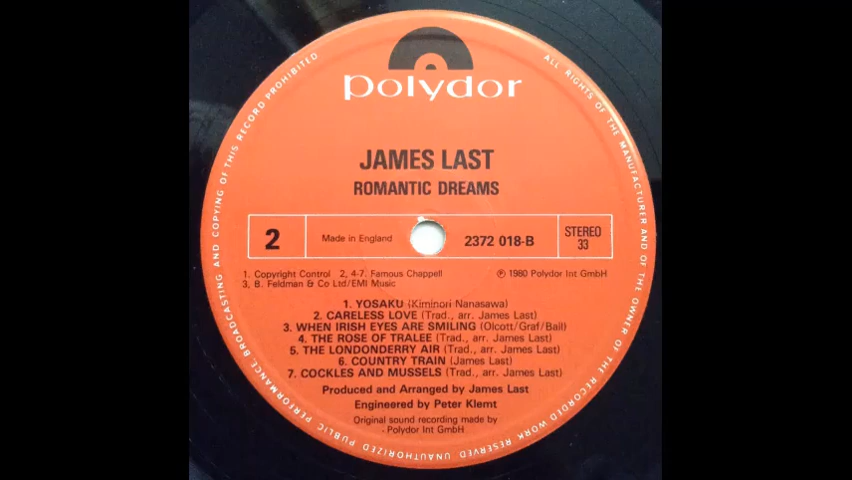 polydor
JAMES LAST
ROMANTIC DREAMS
2
Made in England
2372 018-B
STEREO
33
1. Copyright Control 2, 4-7. Famous Chappell
3, B. Feldman & Co Ltd/EMI Music
℗ 1980 Polydor Int GmbH
1. YOSAKU (Kiminori Nanasawa)
2. CARELESS LOVE (Trad., arr. James Last)
3. WHEN IRISH EYES ARE SMILING (Olcott/Graf/Ball)
4. THE ROSE OF TRALEE (Trad., arr. James Last)
5. THE LONDONDERRY AIR (Trad., arr. James Last)
6. COUNTRY TRAIN (James Last)
7. COCKLES AND MUSSELS (Trad., arr. James Last)
Produced and Arranged by James Last
Engineered by Peter Klemt
Original sound recording made by
Polydor Int GmbH
ALL RIGHTS OF THE MANUFACTURER AND OF THE OWNER OF THE RECORDED WORK RESERVED. UNAUTHORIZED PUBLIC PERFORMANCE, BROADCASTING AND COPYING OF THIS RECORD PROHIBITED